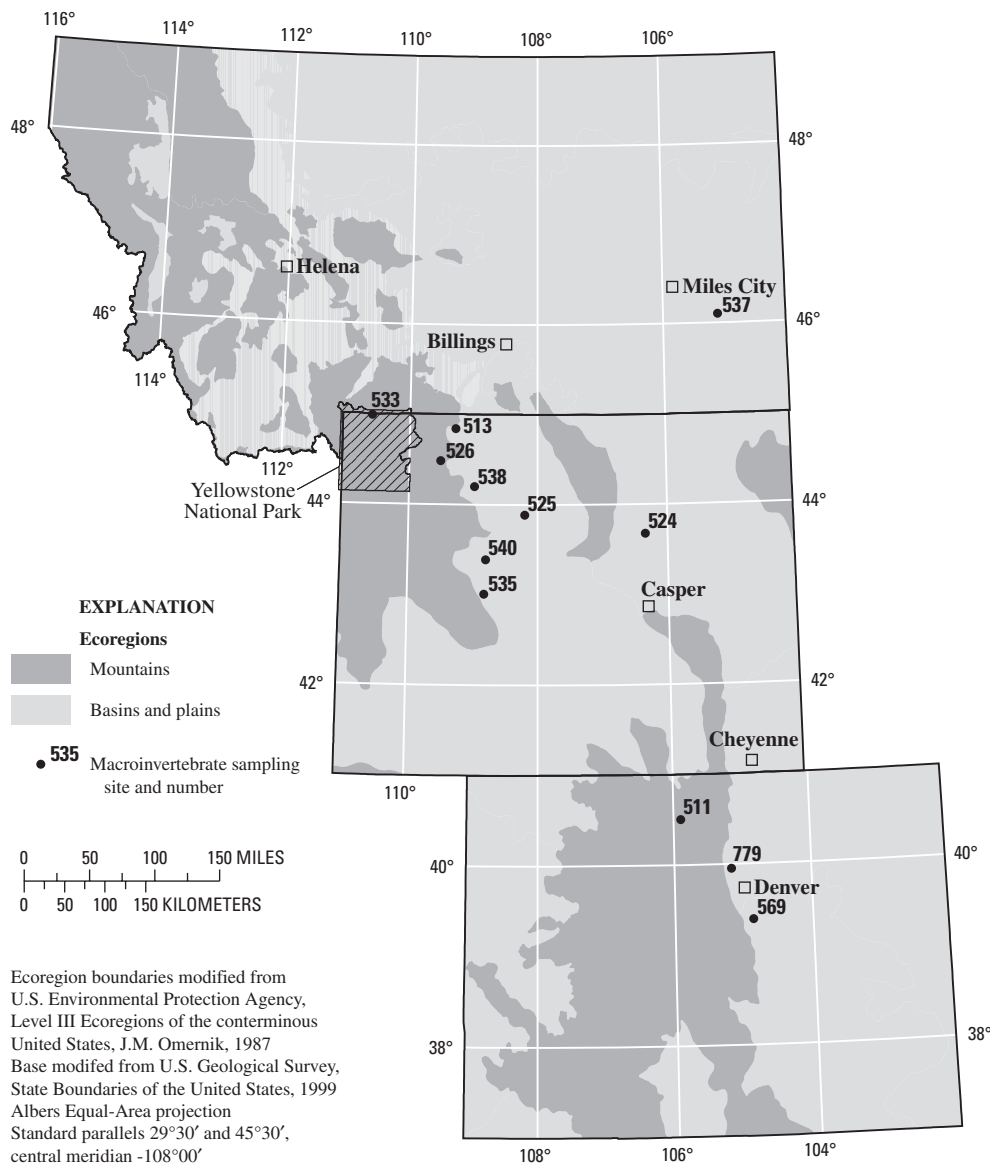 116°
114°
112°
110°
108°
106°
48°
48°
Helena
Miles City
537
46°
46°
Billings
114°
533
513
526
112°
538
Yellowstone
National Park
44°
44°
525
524
540
535
Casper
EXPLANATION
Ecoregions
Mountains
Basins and plains
535
Macroinvertebrate sampling
site and number
42°
42°
Cheyenne
110°
511
0 50 100 150 MILES
0 50 100 150 KILOMETERS
40°
40°
779
Denver
569
Ecoregion boundaries modified from
U.S. Environmental Protection Agency,
Level III Ecoregions of the conterminous
United States, J.M. Omernik, 1987
Base modifed from U.S. Geological Survey,
State Boundaries of the United States, 1999
Albers Equal-Area projection
Standard parallels 29°30′ and 45°30′,
central meridian -108°00′
38°
38°
108°
106°
104°